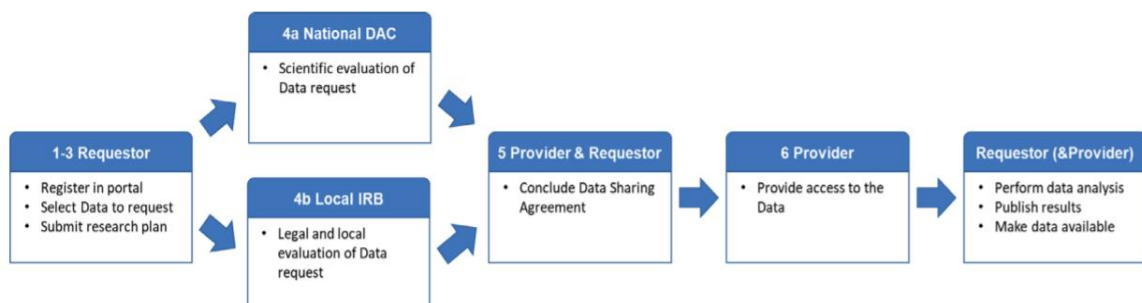 4a National DAC
• Scientific evaluation of
Data request
1-3 Requestor
• Register in portal
• Select Data to request
• Submit research plan
4b Local IRB
• Legal and local
evaluation of Data
request
5 Provider & Requestor
• Conclude Data Sharing
Agreement
6 Provider
• Provide access to the
Data
Requestor (&Provider)
• Perform data analysis
• Publish results
• Make data available